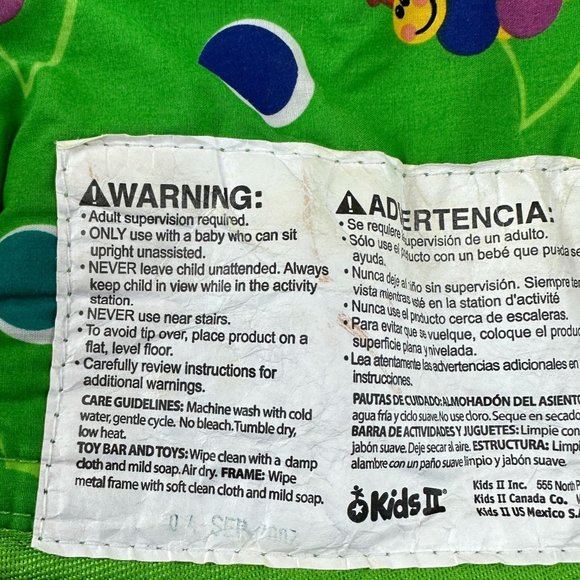 ⚠WARNING:
• Adult supervision required.
• ONLY use with a baby who can sit
upright unassisted.
• NEVER leave child unattended. Always
keep child in view while in the activity
station.
• NEVER use near stairs.
• To avoid tip over, place product on a
flat, level floor.
• Carefully review instructions for
additional warnings.
CARE GUIDELINES: Machine wash with cold
water, gentle cycle. No bleach. Tumble dry,
low heat.
TOY BAR AND TOYS: Wipe clean with a damp
cloth and mild soap. Air dry. FRAME: Wipe
metal frame with soft clean cloth and mild soap.
04 SEP 2007
⚠AD ERTENCIA:
• Se requiere supervisión de un adulto.
• Sólo use el producto con un bebé que pueda se
ayuda.
• Nunca deje al niño sin supervisión. Siempre ten
vista mientras esté en la station d'activité
• Nunca use el producto cerca de escaleras.
• Para evitar que se vuelque, coloque el produc
superficie plana y nivelada.
• Lea atentamente las advertencias adicionales en
instrucciones.
PAUTAS DE CUIDADO: ALMOHADÓN DEL ASIENTO
agua fría y ciclo suave. No use cloro. Seque en secado
BARRA DE ACTIVIDADES Y JUGUETES: Limpie con
jabón suave. Deje secar al aire. ESTRUCTURA: Limpi
alambre con un paño suave limpio y jabón suave.
Kids II
Kids II Inc. 555 North P
Kids II Canada Co.
Kids II US Mexico S.A